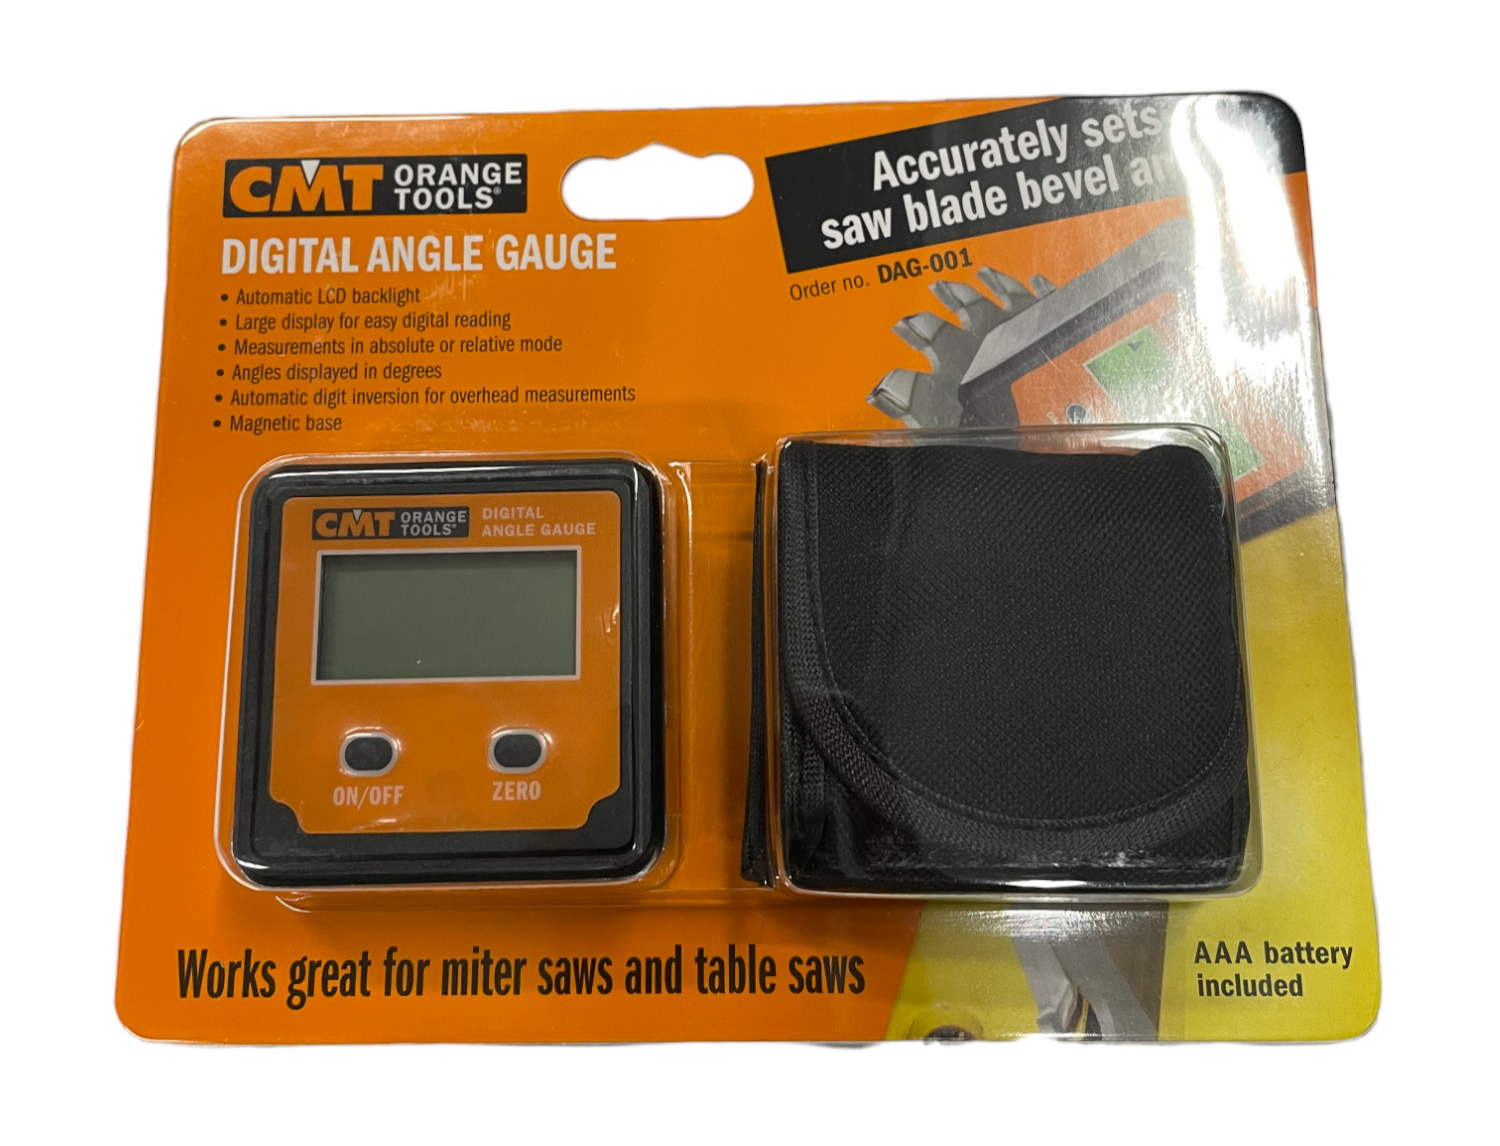 CMT ORANGE TOOLS®
DIGITAL ANGLE GAUGE
• Automatic LCD backlight
• Large display for easy digital reading
• Measurements in absolute or relative mode
• Angles displayed in degrees
• Automatic digit inversion for overhead measurements
• Magnetic base
Accurately sets
saw blade bevel
Order no. DAG-001
CMT ORANGE TOOLS®
DIGITAL
ANGLE GAUGE
ON/OFF
ZERO
Works great for miter saws and table saws
AAA battery
included